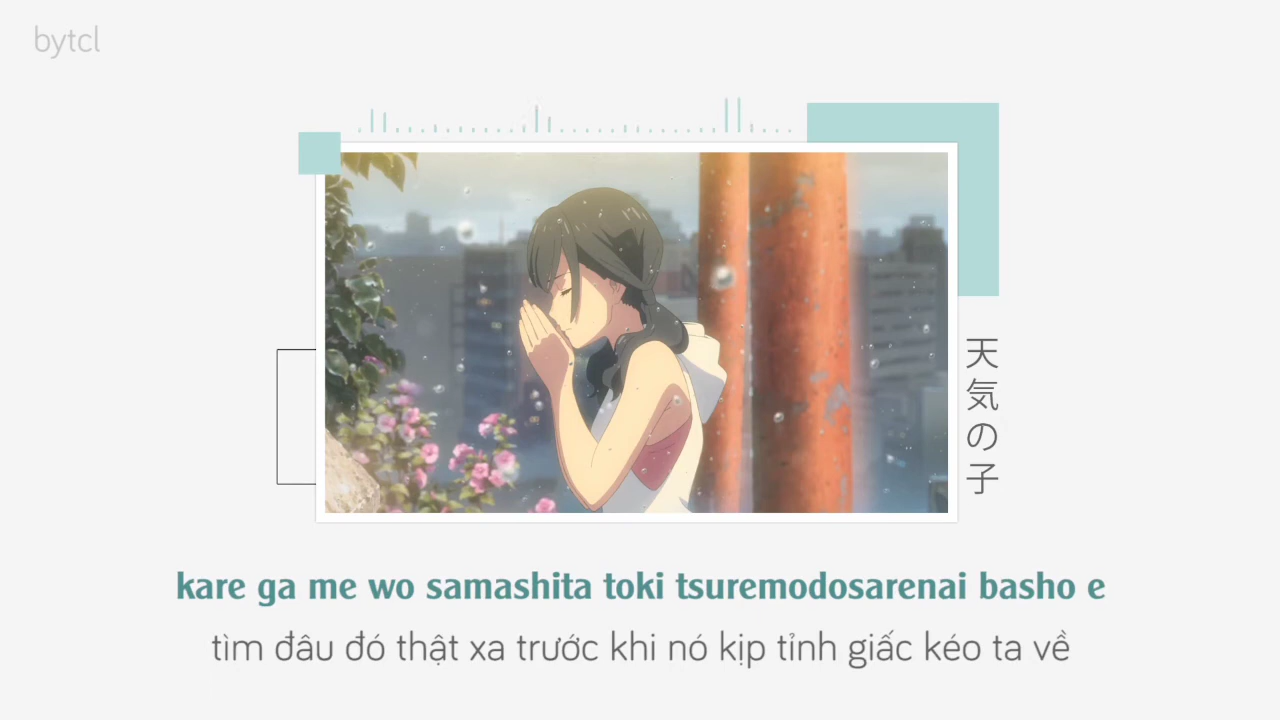 bytcl
天気の子
kare ga me wo samashita toki tsuremodosarenai basho e
tìm đâu đó thật xa trước khi nó kịp tỉnh giấc kéo ta về